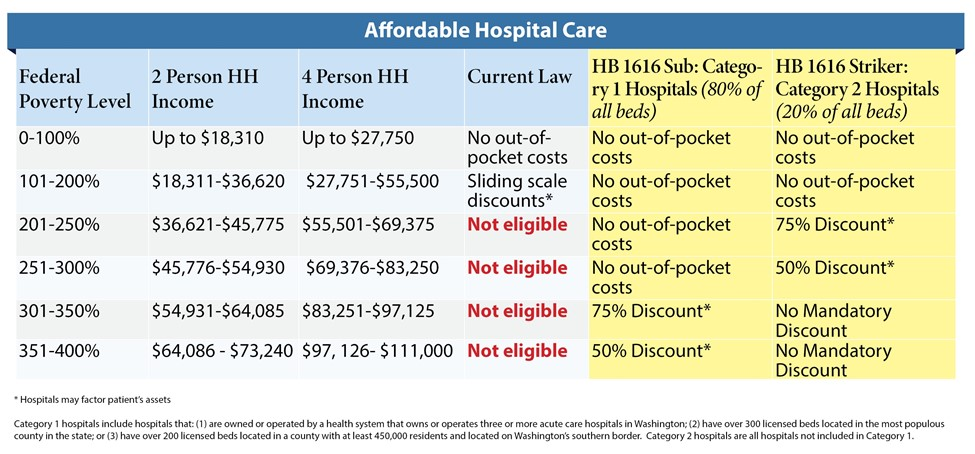 Affordable Hospital Care
Federal Poverty Level 2 Person HH Income 4 Person HH Income Current Law HB 1616 Sub: Catego-ry 1 Hospitals (80% of all beds) HB 1616 Striker: Category 2 Hospitals (20% of all beds)
0-100% Up to $18,310 Up to $27,750 No out-of-pocket costs No out-of-pocket costs No out-of-pocket costs
101-200% $18,311-$36,620 $27,751-$55,500 Sliding scale discounts* No out-of-pocket costs No out-of-pocket costs
201-250% $36,621-$45,775 $55,501-$69,375 Not eligible No out-of-pocket costs 75% Discount*
251-300% $45,776-$54,930 $69,376-$83,250 Not eligible No out-of-pocket costs 50% Discount*
301-350% $54,931-$64,085 $83,251-$97,125 Not eligible 75% Discount* No Mandatory Discount
351-400% $64,086 - $73,240 $97, 126- $111,000 Not eligible 50% Discount* No Mandatory Discount
* Hospitals may factor patient's assets
Category 1 hospitals include hospitals that: (1) are owned or operated by a health system that owns or operates three or more acute care hospitals in Washington; (2) have over 300 licensed beds located in the most populous
county in the state; or (3) have over 200 licensed beds located in a county with at least 450,000 residents and located on Washington's southern border. Category 2 hospitals are all hospitals not included in Category 1.